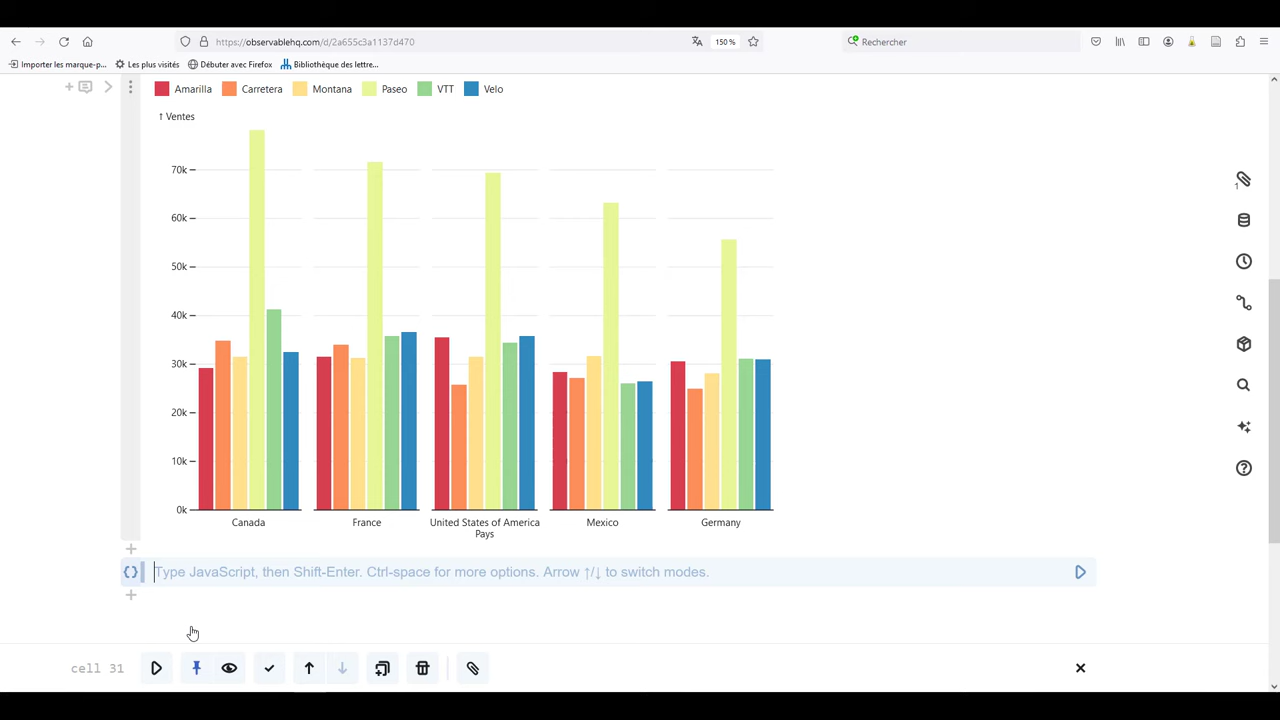 https://observablehq.com/d/2a655c3a1137d470
150 %
Rechercher
Importer les marque-p…
Les plus visités
Débuter avec Firefox
Bibliothèque des lettre…
Amarilla
Carretera
Montana
Paseo
VTT
Velo
↑ Ventes
70k
60k
50k
40k
30k
20k
10k
0k
Canada
France
United States of America
Mexico
Germany
Pays
1
Type JavaScript, then Shift-Enter. Ctrl-space for more options. Arrow ↑/↓ to switch modes.
cell 31